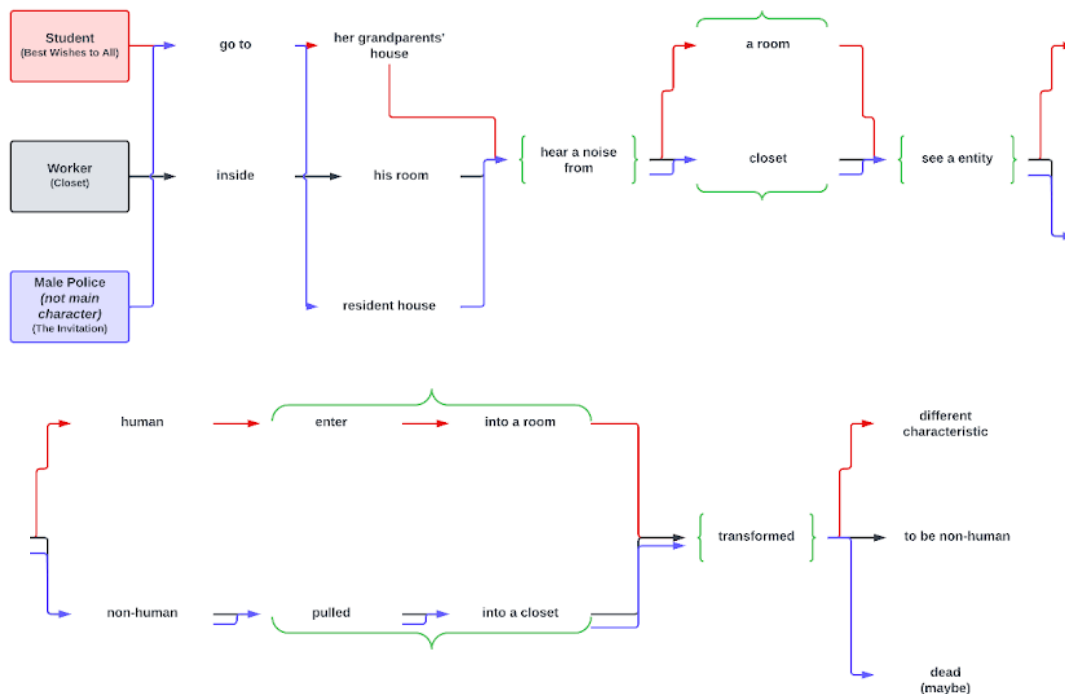 Student
(Best Wishes to All)
go to
her grandparents'
house
a room
Worker
(Closet)
inside
his room
hear a noise
from
closet
see a entity
Male Police
(not main
character)
(The Invitation)
resident house
human
enter
into a room
different
characteristic
transformed
to be non-human
non-human
pulled
into a closet
dead
(maybe)